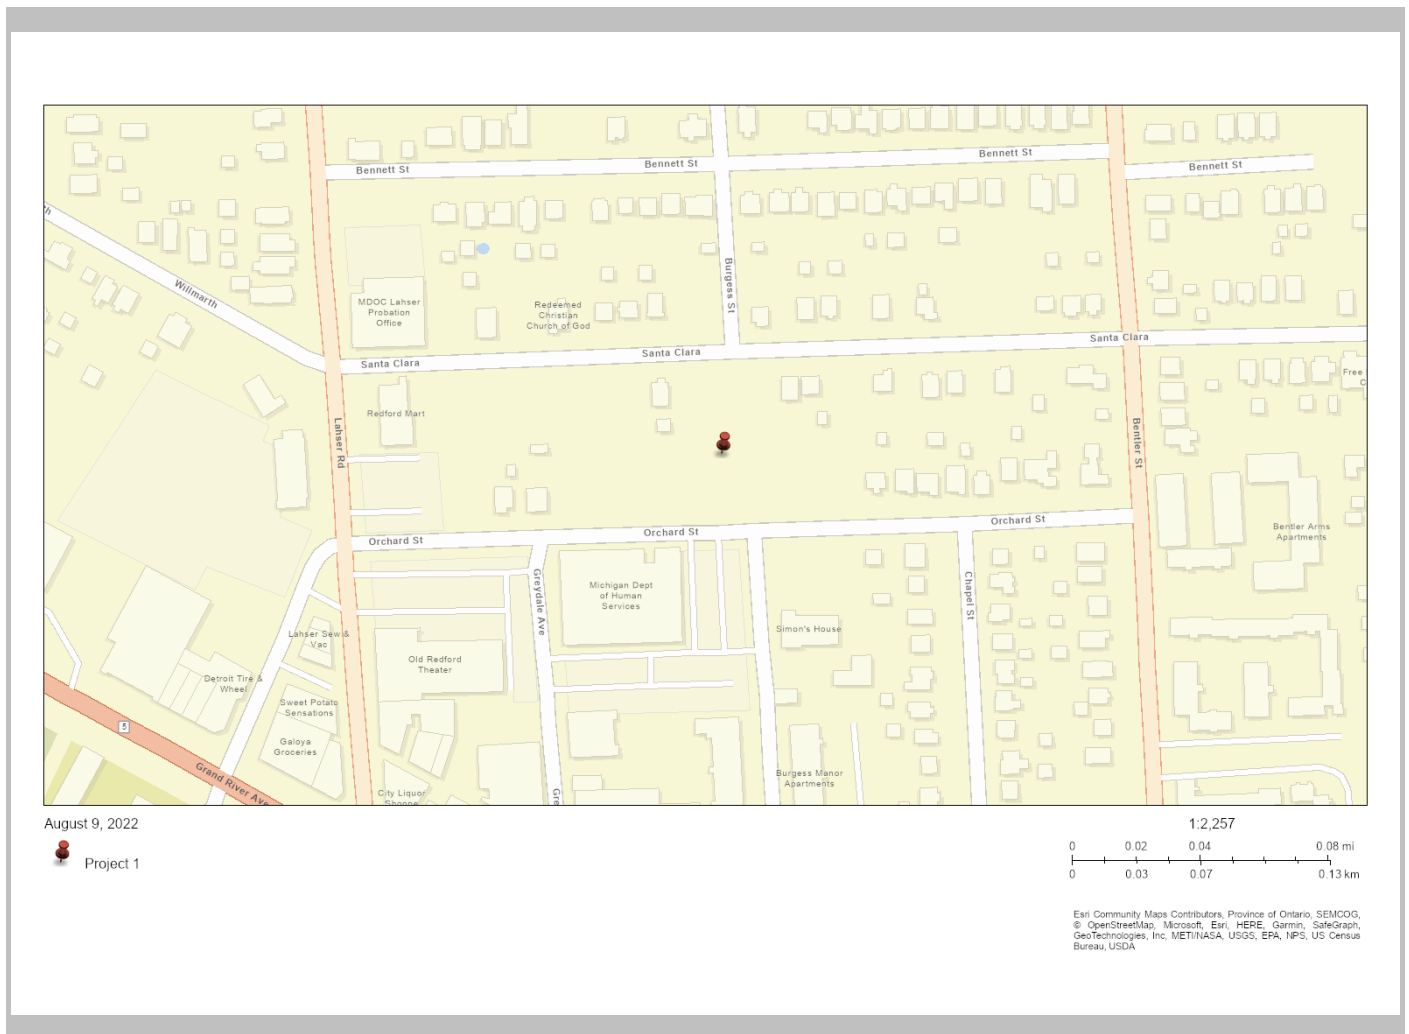 Bennett St
Bennett St
Bennett St
Bennett St
th
Willmarth
Burgess St
MDOC Lahser
Probation
Office
Redeemed
Christian
Church of God
Santa Clara
Santa Clara
Santa Clara
Free
C
Redford Mart
Lahser Rd
Bentler St
Orchard St
Orchard St
Orchard St
Bentler Arms
Apartments
Greydale Ave
Michigan Dept
of Human
Services
Chapel St
Simon's House
Lahser Sew &
Vac
Old Redford
Theater
Detroit Tire &
Wheel
Sweet Potato
Sensations
5
Galoya
Groceries
Grand River Ave
City Liquor
Shoppe
Gre
Burgess Manor
Apartments
August 9, 2022
Project 1
1:2,257
0 0.02 0.04 0.08 mi
0 0.03 0.07 0.13 km
Esri Community Maps Contributors, Province of Ontario, SEMCOG,
© OpenStreetMap, Microsoft, Esri, HERE, Garmin, SafeGraph,
GeoTechnologies, Inc, METI/NASA, USGS, EPA, NPS, US Census
Bureau, USDA